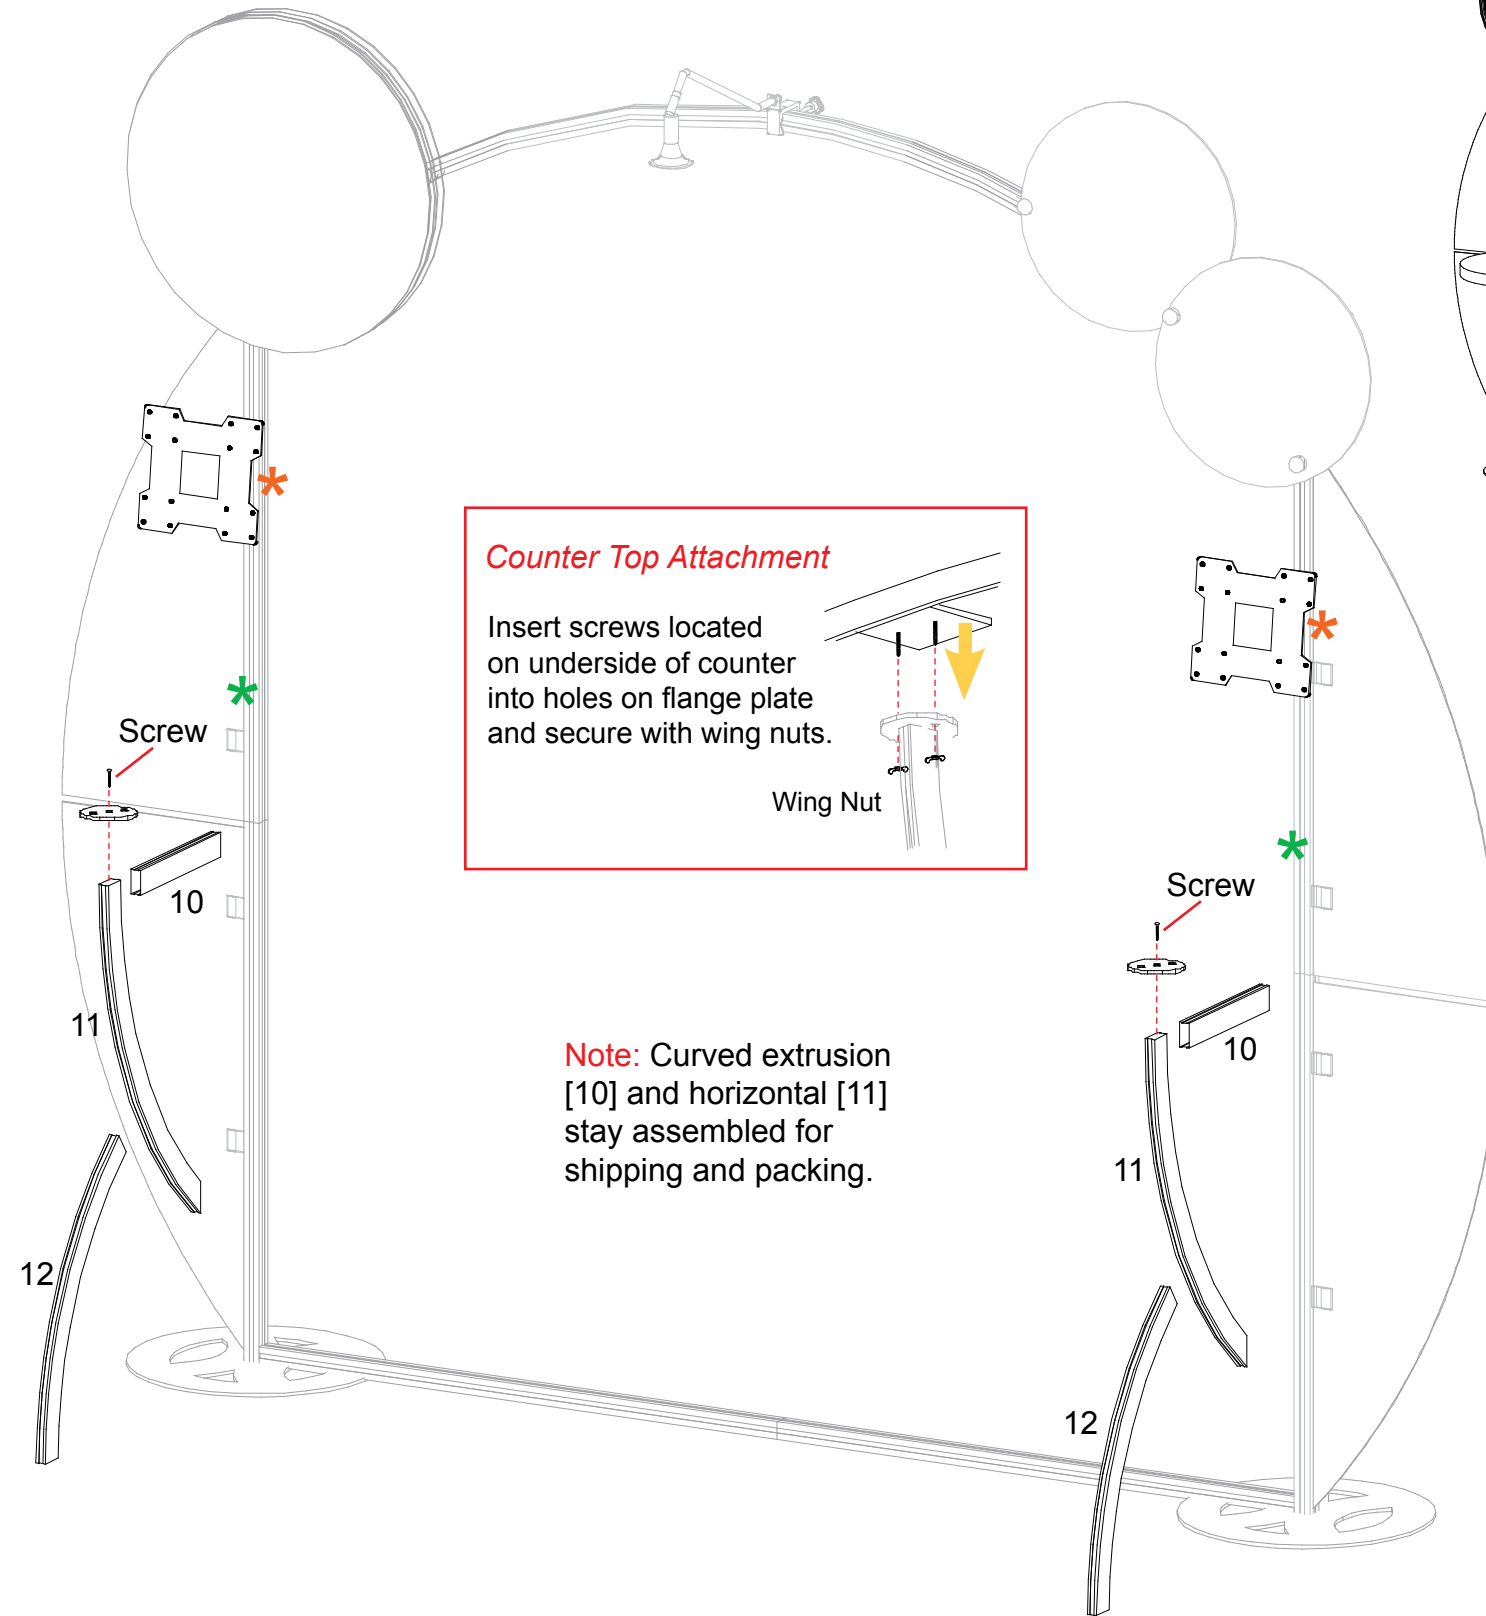 Counter Top Attachment
Insert screws located
on underside of counter
into holes on flange plate
and secure with wing nuts.
Wing Nut
Screw
10
11
12
Screw
10
11
12
Note: Curved extrusion
[10] and horizontal [11]
stay assembled for
shipping and packing.